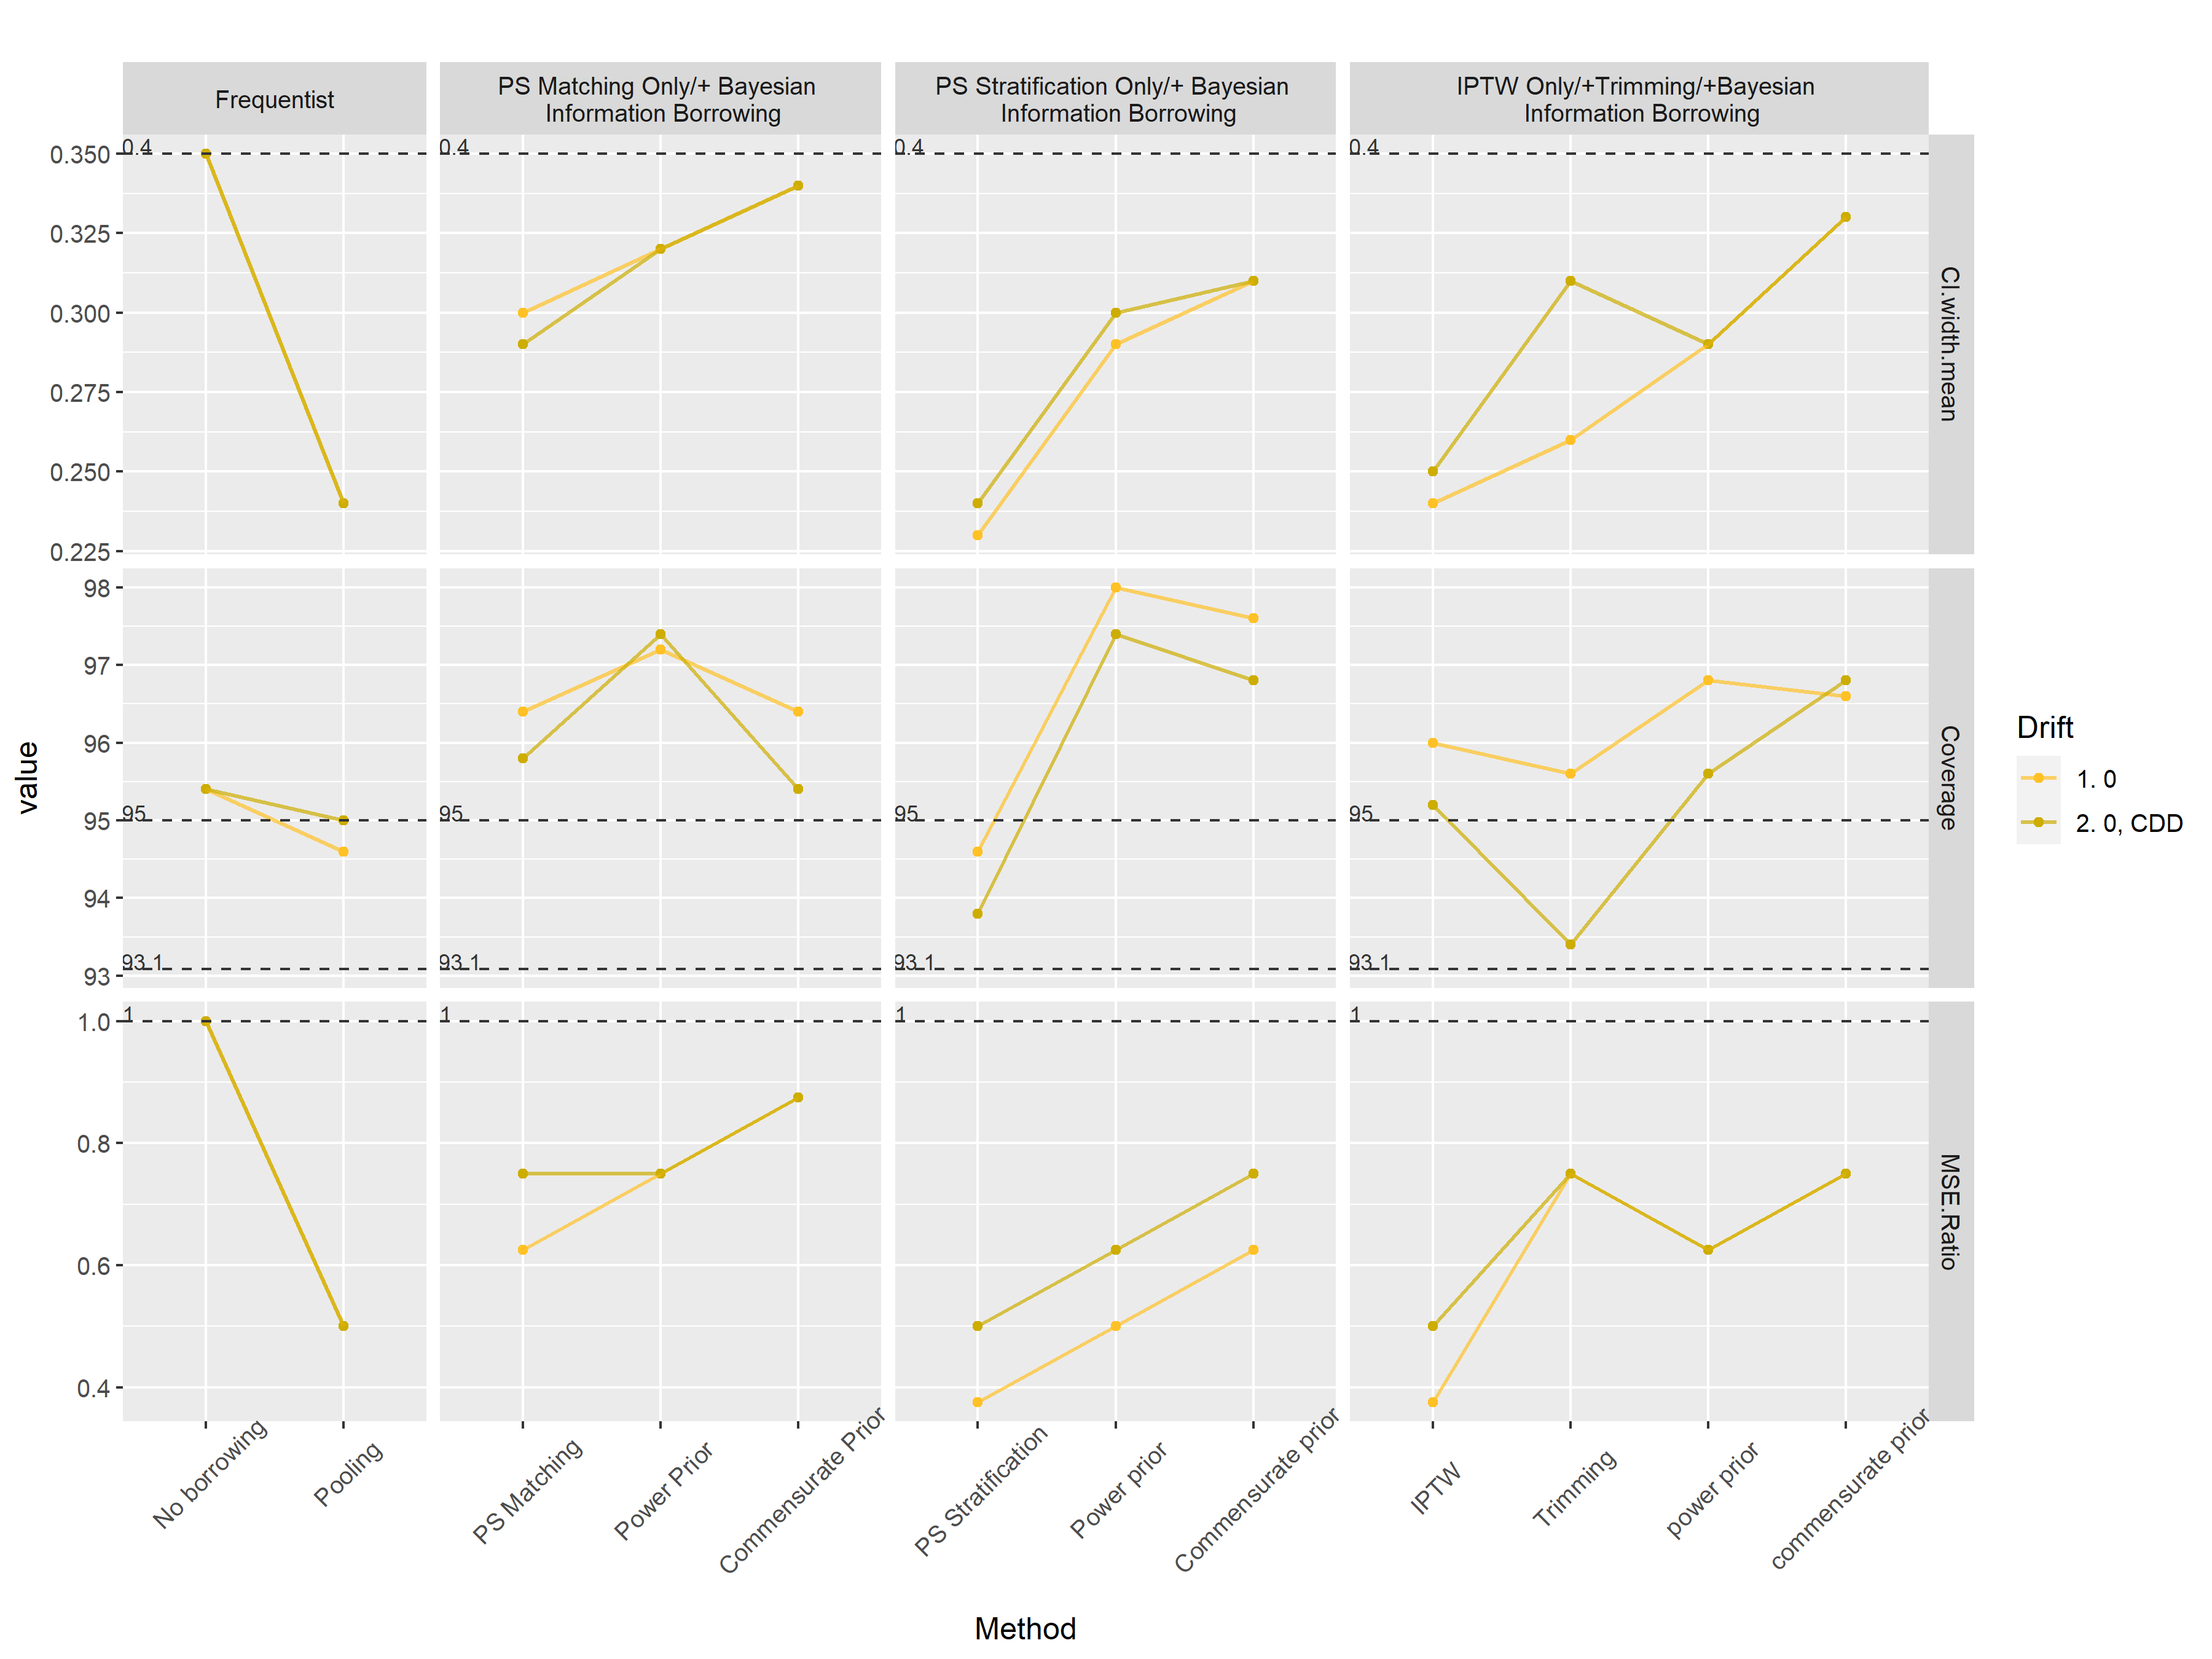 Frequentist
PS Matching Only/+ Bayesian
Information Borrowing
PS Stratification Only/+ Bayesian
Information Borrowing
IPTW Only/+Trimming/+Bayesian
Information Borrowing
0.350
0.325
0.300
0.275
0.250
0.225
0.4
0.4
0.4
0.4
CI.width.mean
98
97
96
95
94
93
95
95
95
95
93.1
93.1
93.1
93.1
Coverage
1.0
0.8
0.6
0.4
1
1
1
1
MSE.Ratio
value
No borrowing
Pooling
PS Matching
Power Prior
Commensurate Prior
PS Stratification
Power prior
Commensurate prior
IPTW
Trimming
power prior
commensurate prior
Method
Drift
1. 0
2. 0, CDD